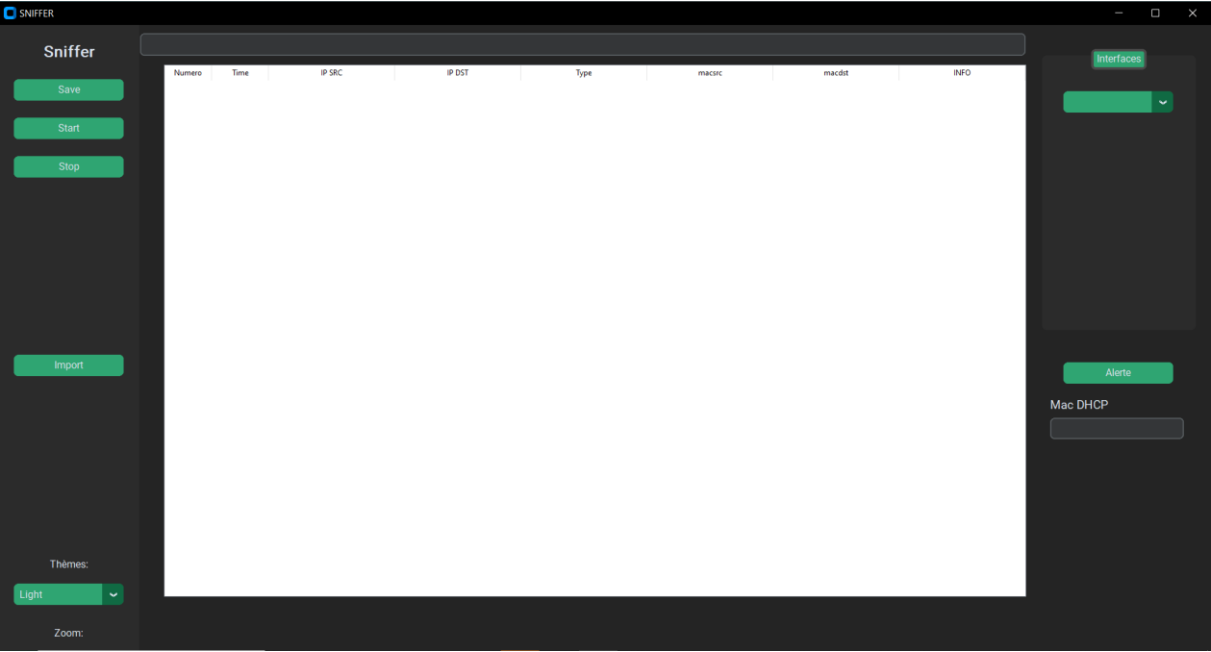 SNIFFER
Sniffer
Save
Start
Stop
Import
Thèmes:
Light
Zoom:
Numero Time IP SRC IP DST Type macsrc macdst INFO
Interfaces
Alerte
Mac DHCP